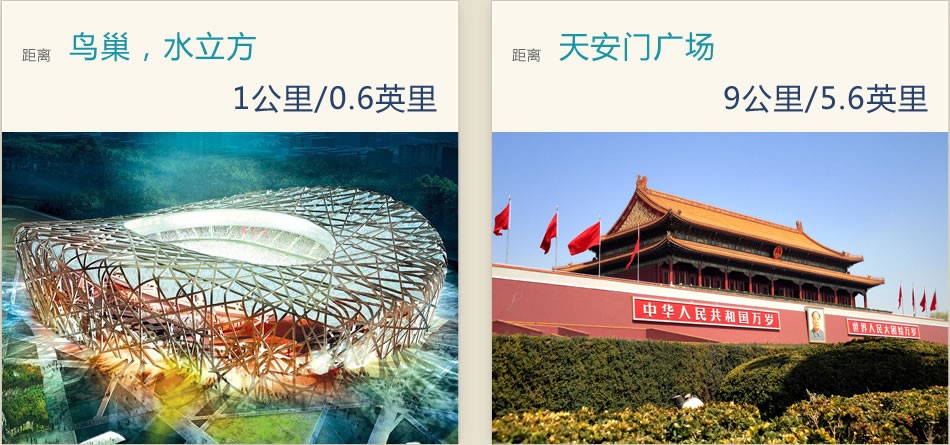 距离 鸟巢，水立方
1公里/0.6英里
距离 天安门广场
9公里/5.6英里
中华人民共和国万岁
世界人民大团结万岁